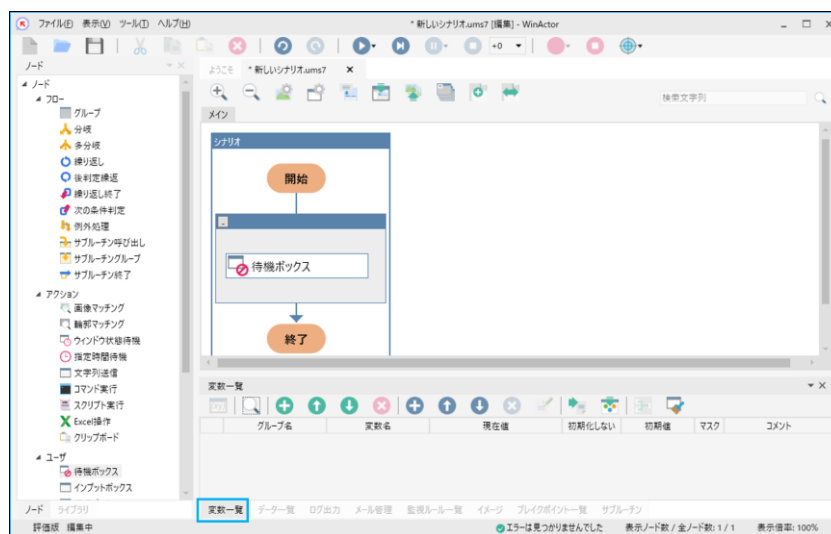 ファイル(F) 表示(V) ツール(T) ヘルプ(H)
* 新しいシナリオ.ums7 [編集] - WinActor
+0
ノード
ようこそ
* 新しいシナリオ.ums7
ノード
フロー
グループ
分岐
多分岐
繰り返し
後判定繰返
繰り返し終了
次の条件判定
例外処理
サブルーチン呼び出し
サブルーチングループ
サブルーチン終了
アクション
画像マッチング
輪郭マッチング
ウィンドウ状態待機
指定時間待機
文字列送信
コマンド実行
スクリプト実行
Excel操作
クリップボード
ユーザ
待機ボックス
インプットボックス
ノード ライブラリ
検索文字列
メイン
シナリオ
開始
待機ボックス
終了
変数一覧
グループ名 変数名 現在値 初期化しない 初期値 マスク コメント
変数一覧 データ一覧 ログ出力 メール管理 監視ルール一覧 イメージ ブレイクポイント一覧 サブルーチン
評価版 編集中
エラーは見つかりませんでした 表示ノード数 / 全ノード数: 1 / 1 表示倍率: 100%